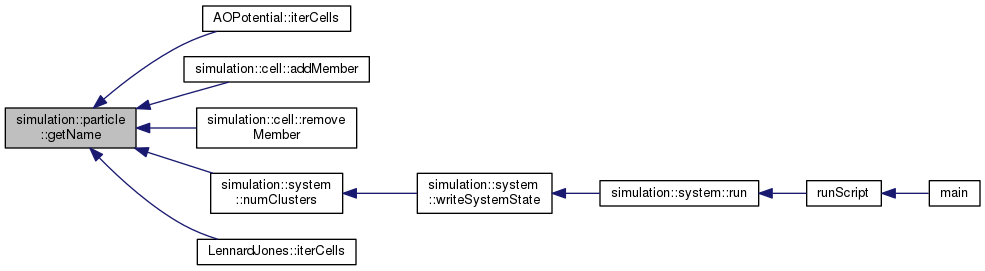 AOPotential::iterCells
simulation::cell::addMember
simulation::particle
::getName
simulation::cell::remove
Member
simulation::system
::numClusters
simulation::system
::writeSystemState
simulation::system::run
runScript
main
LennardJones::iterCells